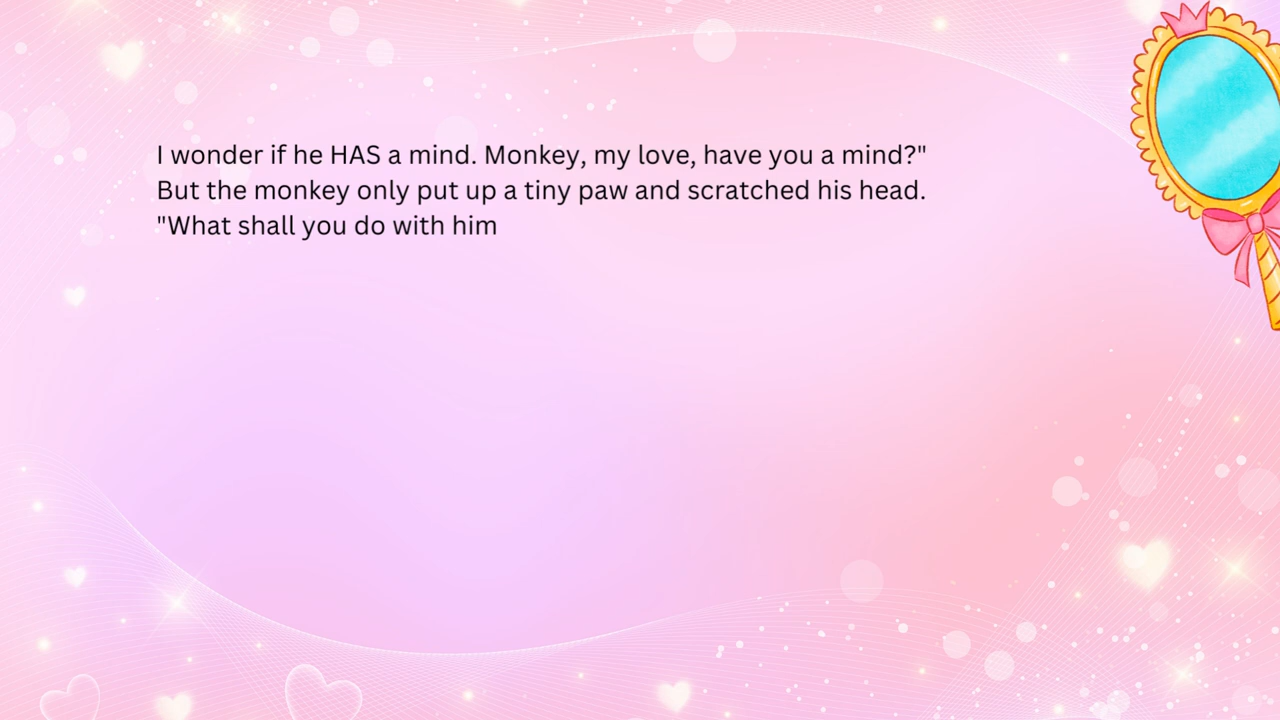 I wonder if he HAS a mind. Monkey, my love, have you a mind?"
But the monkey only put up a tiny paw and scratched his head.
"What shall you do with him